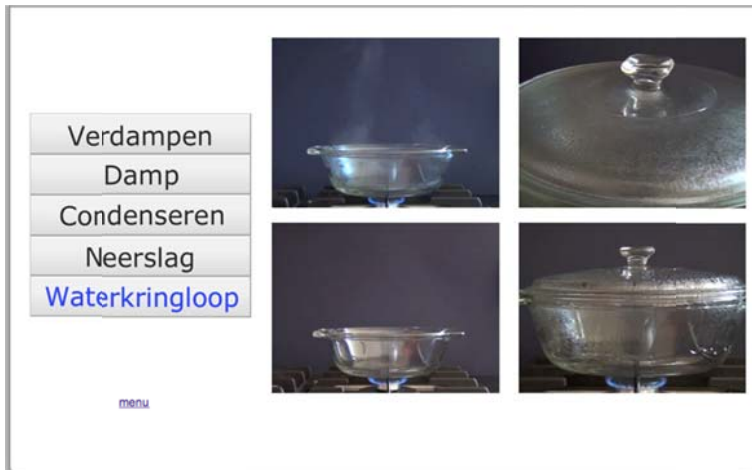 Verdampen
Damp
Condenseren
Neerslag
Waterkringloop
menu